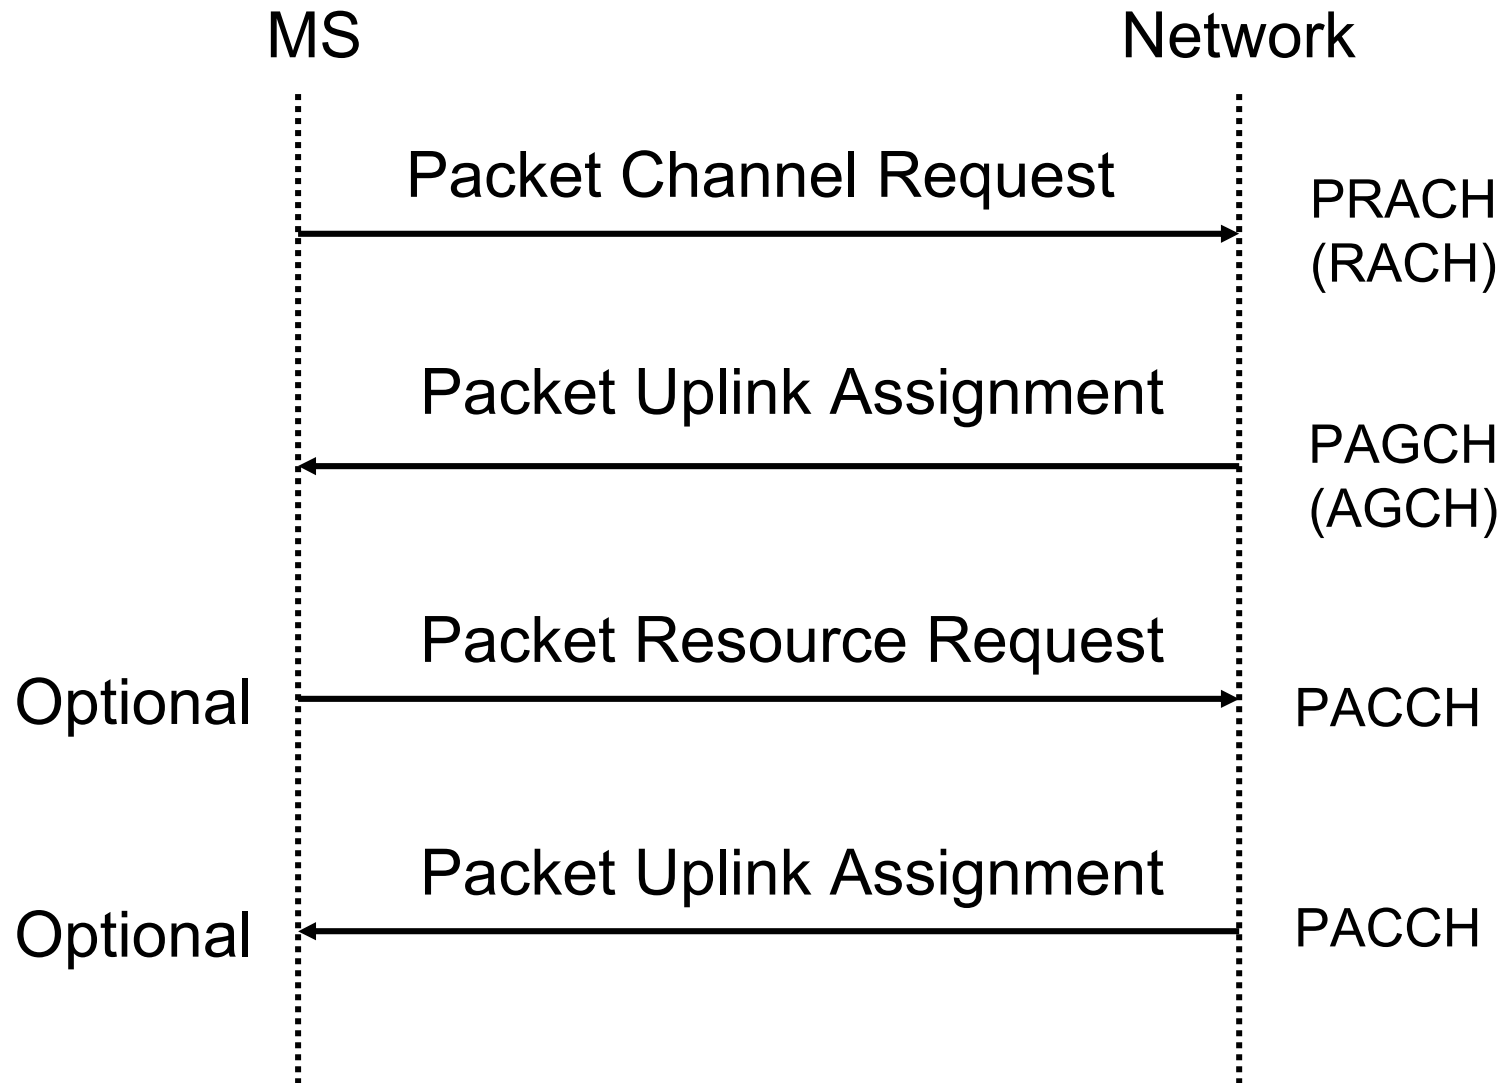 MS
Network
Packet Channel Request
PRACH
(RACH)
Packet Uplink Assignment
PAGCH
(AGCH)
Packet Resource Request
Optional
PACCH
Packet Uplink Assignment
Optional
PACCH